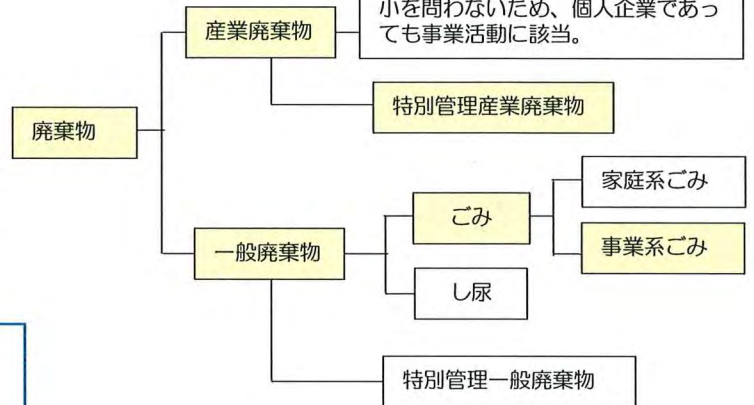 小を問わないため、個人企業であっ
ても事業活動に該当。
産業廃棄物
特別管理産業廃棄物
廃棄物
家庭系ごみ
ごみ
事業系ごみ
一般廃棄物
し尿
特別管理一般廃棄物